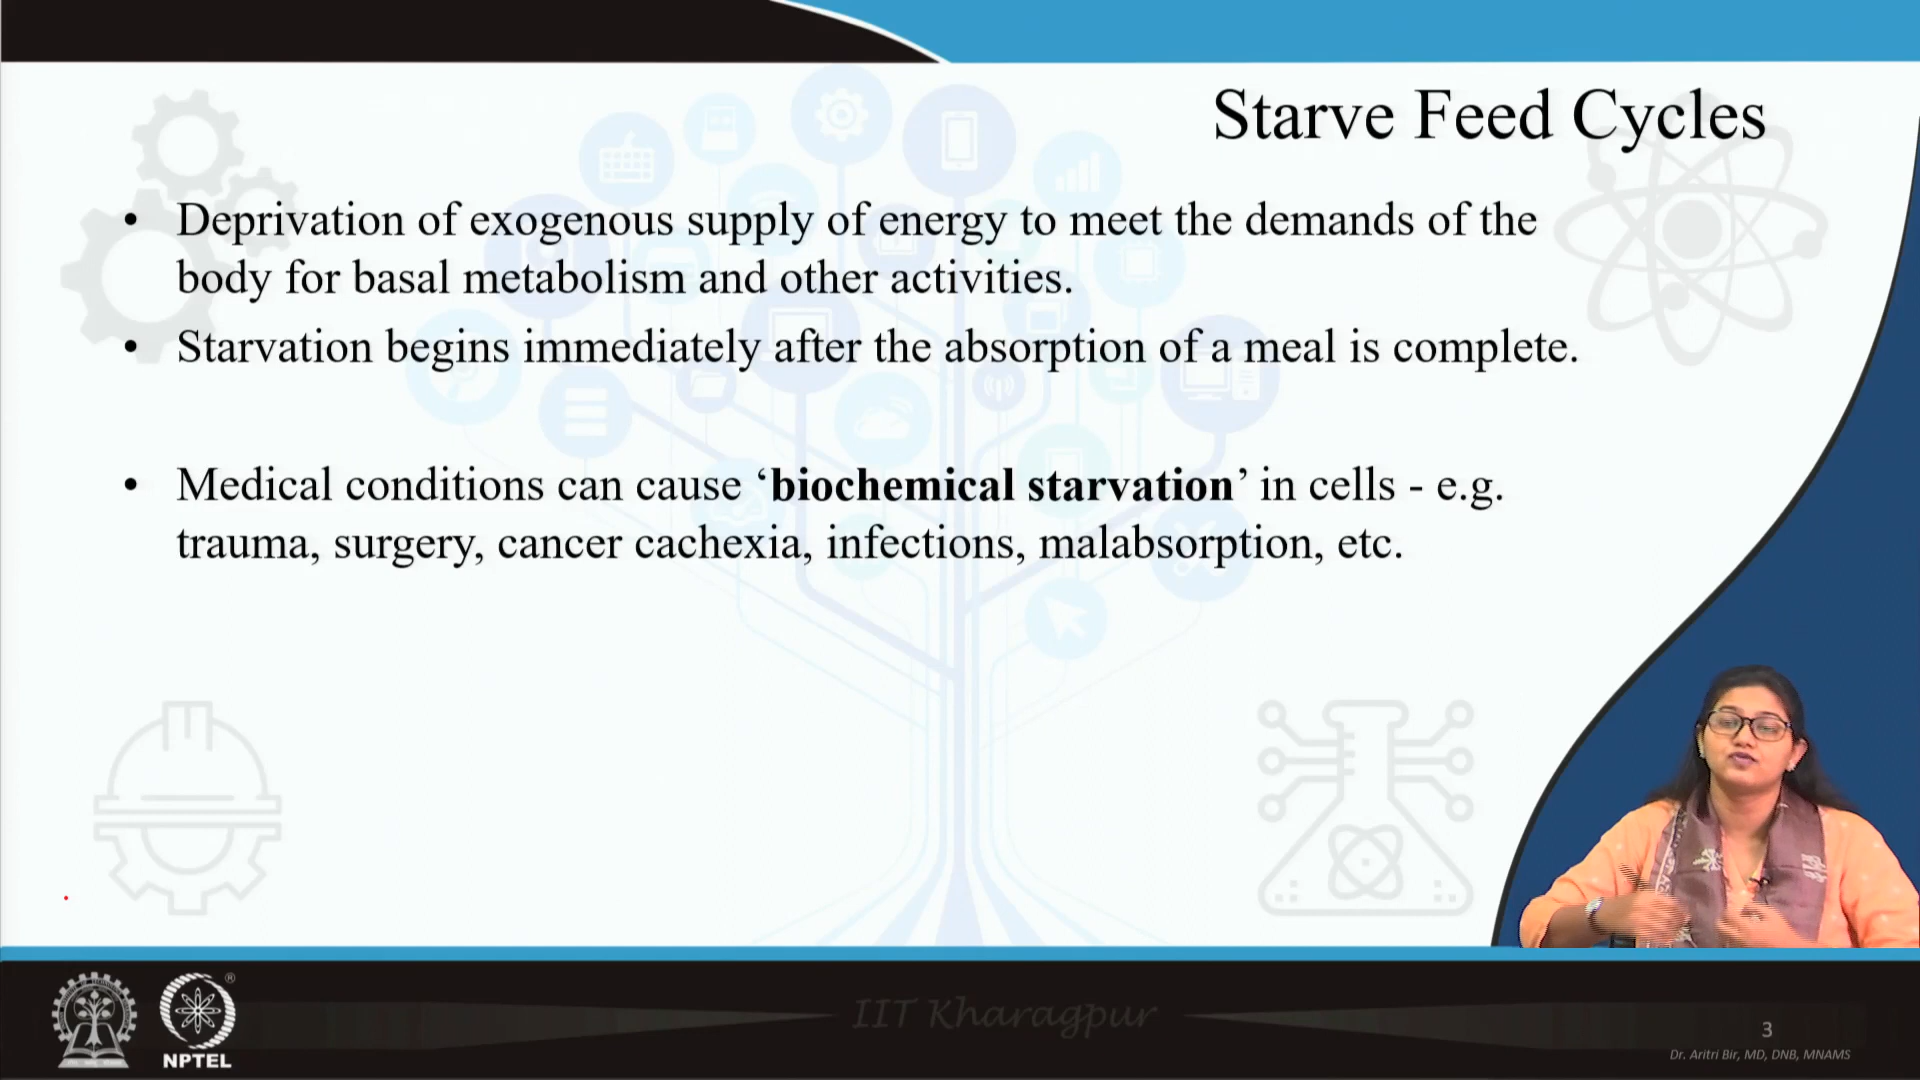 Starve Feed Cycles
• Deprivation of exogenous supply of energy to meet the demands of the
body for basal metabolism and other activities.
• Starvation begins immediately after the absorption of a meal is complete.
• Medical conditions can cause ‘biochemical starvation’ in cells - e.g.
trauma, surgery, cancer cachexia, infections, malabsorption, etc.
®
NPTEL
IIT Kharagpur
3
Dr. Aritri Bir, MD, DNB, MNAMS